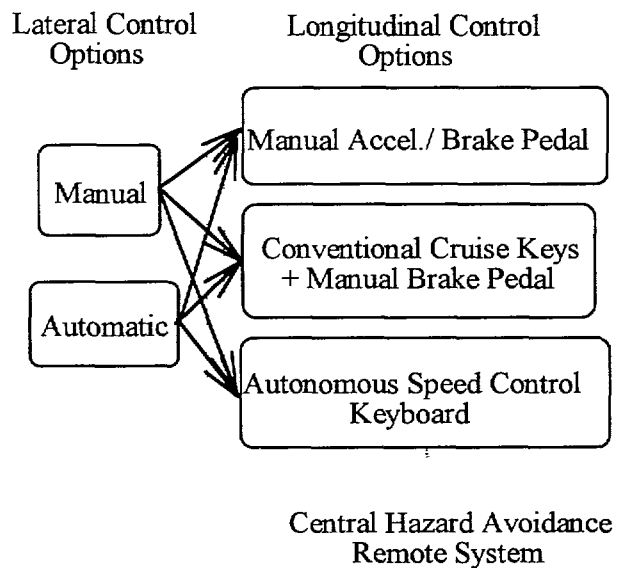 Lateral Control
Options
Longitudinal Control
Options
Manual
Automatic
Manual Accel./ Brake Pedal
Conventional Cruise Keys
+ Manual Brake Pedal
Autonomous Speed Control
Keyboard
Central Hazard Avoidance
Remote System